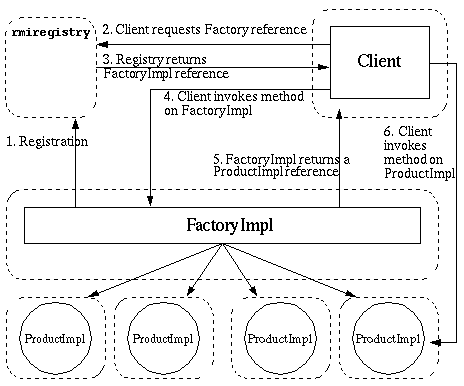 rmiregistry
2. Client requests Factory reference
3. Registry returns
FactoryImpl reference
Client
4. Client invokes method
on FactoryImpl
1. Registration
5. FactoryImpl returns a
ProductImpl reference
6. Client
invokes
method on
ProductImpl
FactoryImpl
ProductImpl
ProductImpl
ProductImpl
ProductImpl